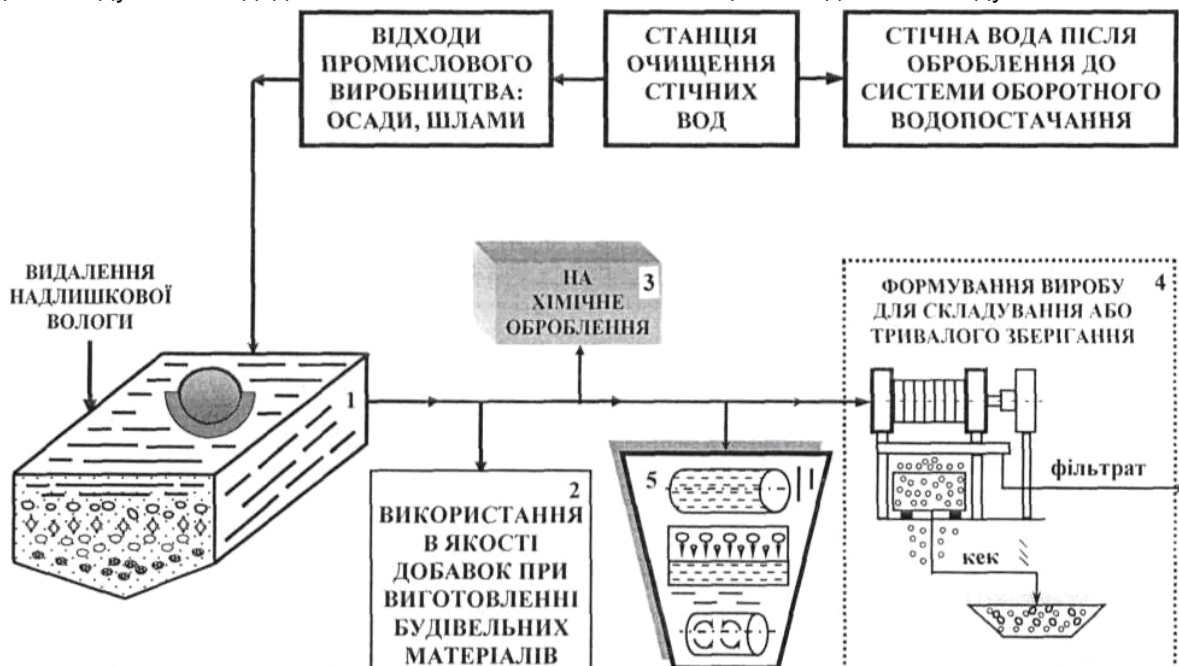 ВІДХОДИ
ПРОМИСЛОВОГО
ВИРОБНИЦТВА:
ОСАДИ, ШЛАМИ
СТАНЦІЯ
ОЧИЩЕННЯ
СТІЧНИХ
ВОД
СТІЧНА ВОДА ПІСЛЯ
ОБРОБЛЕННЯ ДО
СИСТЕМИ ОБОРОТНОГО
ВОДОПОСТАЧАННЯ
ВИДАЛЕННЯ
НАДЛИШКОВОЇ
ВОЛОГИ
1
НА
ХІМІЧНЕ
ОБРОБЛЕННЯ
3
ФОРМУВАННЯ ВИРОБУ
ДЛЯ СКЛАДУВАННЯ АБО
ТРИВАЛОГО ЗБЕРІГАННЯ
4
фільтрат
кек
2
ВИКОРИСТАННЯ
В ЯКОСТІ
ДОБАВОК ПРИ
ВИГОТОВЛЕННІ
БУДІВЕЛЬНИХ
МАТЕРІАЛІВ
5